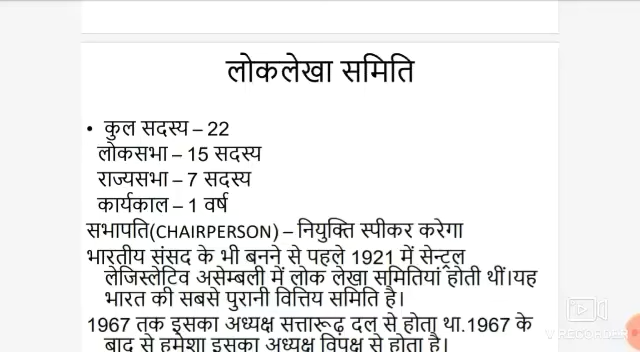 लोकलेखा समिति
• कुल सदस्य – 22
लोकसभा – 15 सदस्य
राज्यसभा – 7 सदस्य
कार्यकाल – 1 वर्ष
सभापति(CHAIRPERSON) – नियुक्ति स्पीकर करेगा
भारतीय संसद के भी बनने से पहले 1921 में सेन्ट्रल
लेजिस्लेटिव असेम्बली में लोक लेखा समितियां होती थीं।यह
भारत की सबसे पुरानी वित्तिय समिति है।
1967 तक इसका अध्यक्ष सत्तारूढ़ दल से होता था.1967 के
बाद से हमेशा इसका अध्यक्ष विपक्ष से होता है।
V RECORDER